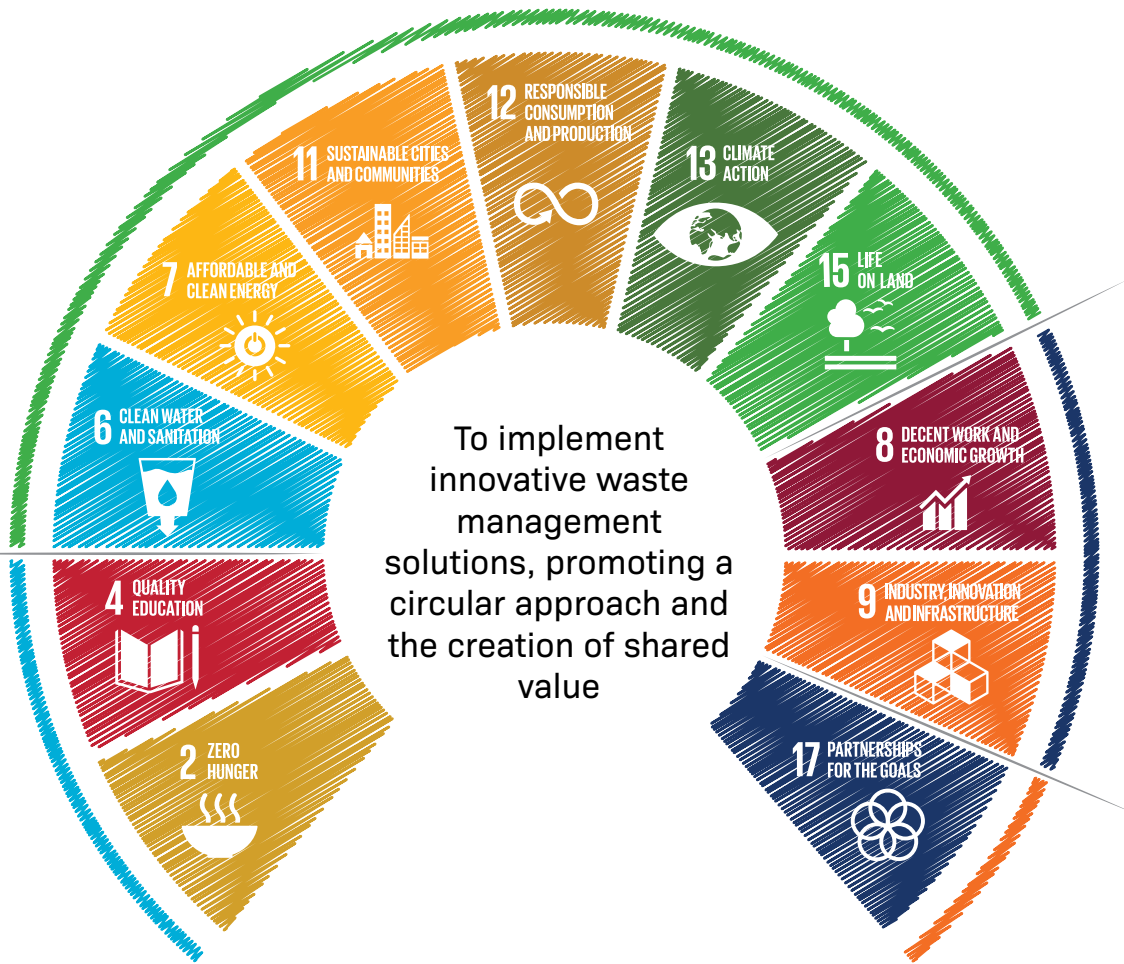 12 RESPONSIBLE
CONSUMPTION
AND PRODUCTION
11 SUSTAINABLE CITIES
AND COMMUNITIES
13 CLIMATE
ACTION
7 AFFORDABLE AND
CLEAN ENERGY
15 LIFE
ON LAND
6 CLEAN WATER
AND SANITATION
8 DECENT WORK AND
ECONOMIC GROWTH
To implement
innovative waste
management
solutions, promoting a
circular approach and
the creation of shared
value
4 QUALITY
EDUCATION
9 INDUSTRY, INNOVATION
AND INFRASTRUCTURE
2 ZERO
HUNGER
17 PARTNERSHIPS
FOR THE GOALS